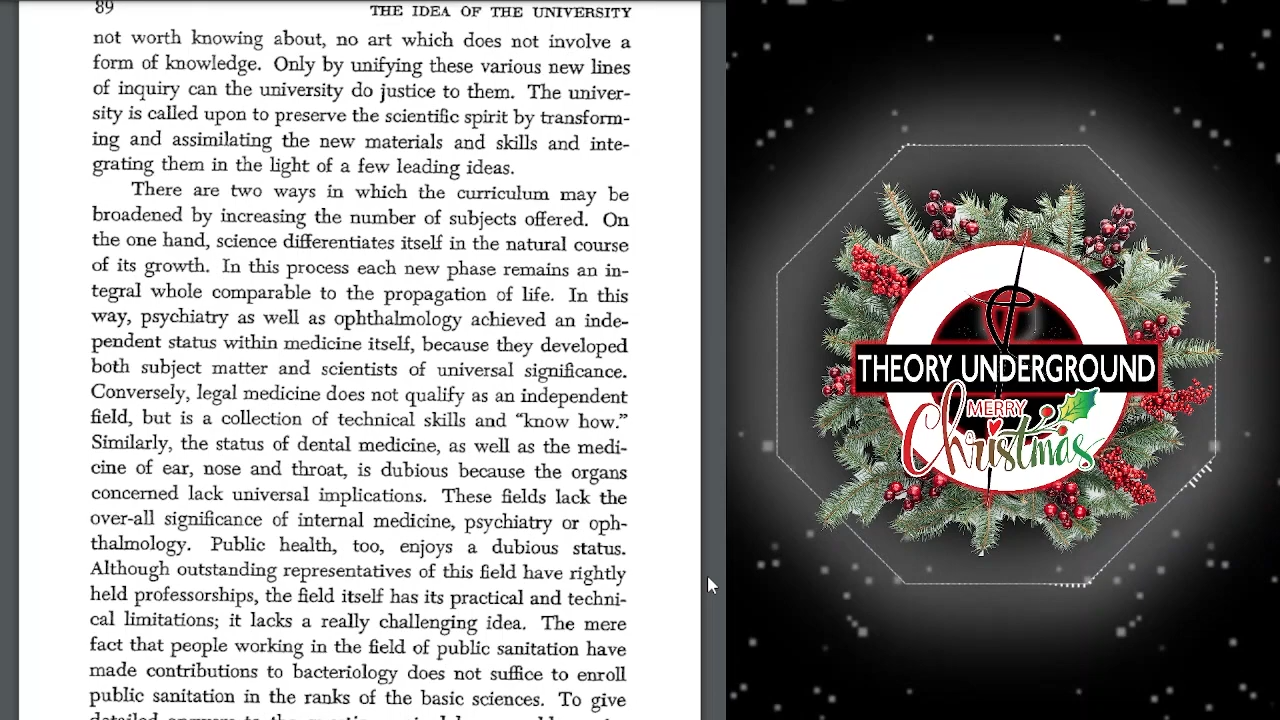 89
THE IDEA OF THE UNIVERSITY
not worth knowing about, no art which does not involve a
form of knowledge. Only by unifying these various new lines
of inquiry can the university do justice to them. The univer-
sity is called upon to preserve the scientific spirit by transform-
ing and assimilating the new materials and skills and inte-
grating them in the light of a few leading ideas.
There are two ways in which the curriculum may be
broadened by increasing the number of subjects offered. On
the one hand, science differentiates itself in the natural course
of its growth. In this process each new phase remains an in-
tegral whole comparable to the propagation of life. In this
way, psychiatry as well as ophthalmology achieved an inde-
pendent status within medicine itself, because they developed
both subject matter and scientists of universal significance.
Conversely, legal medicine does not qualify as an independent
field, but is a collection of technical skills and “know how.”
Similarly, the status of dental medicine, as well as the medi-
cine of ear, nose and throat, is dubious because the organs
concerned lack universal implications. These fields lack the
over-all significance of internal medicine, psychiatry or oph-
thalmology. Public health, too, enjoys a dubious status.
Although outstanding representatives of this field have rightly
held professorships, the field itself has its practical and techni-
cal limitations; it lacks a really challenging idea. The mere
fact that people working in the field of public sanitation have
made contributions to bacteriology does not suffice to enroll
public sanitation in the ranks of the basic sciences. To give
THEORY UNDERGROUND
MERRY
Christmas